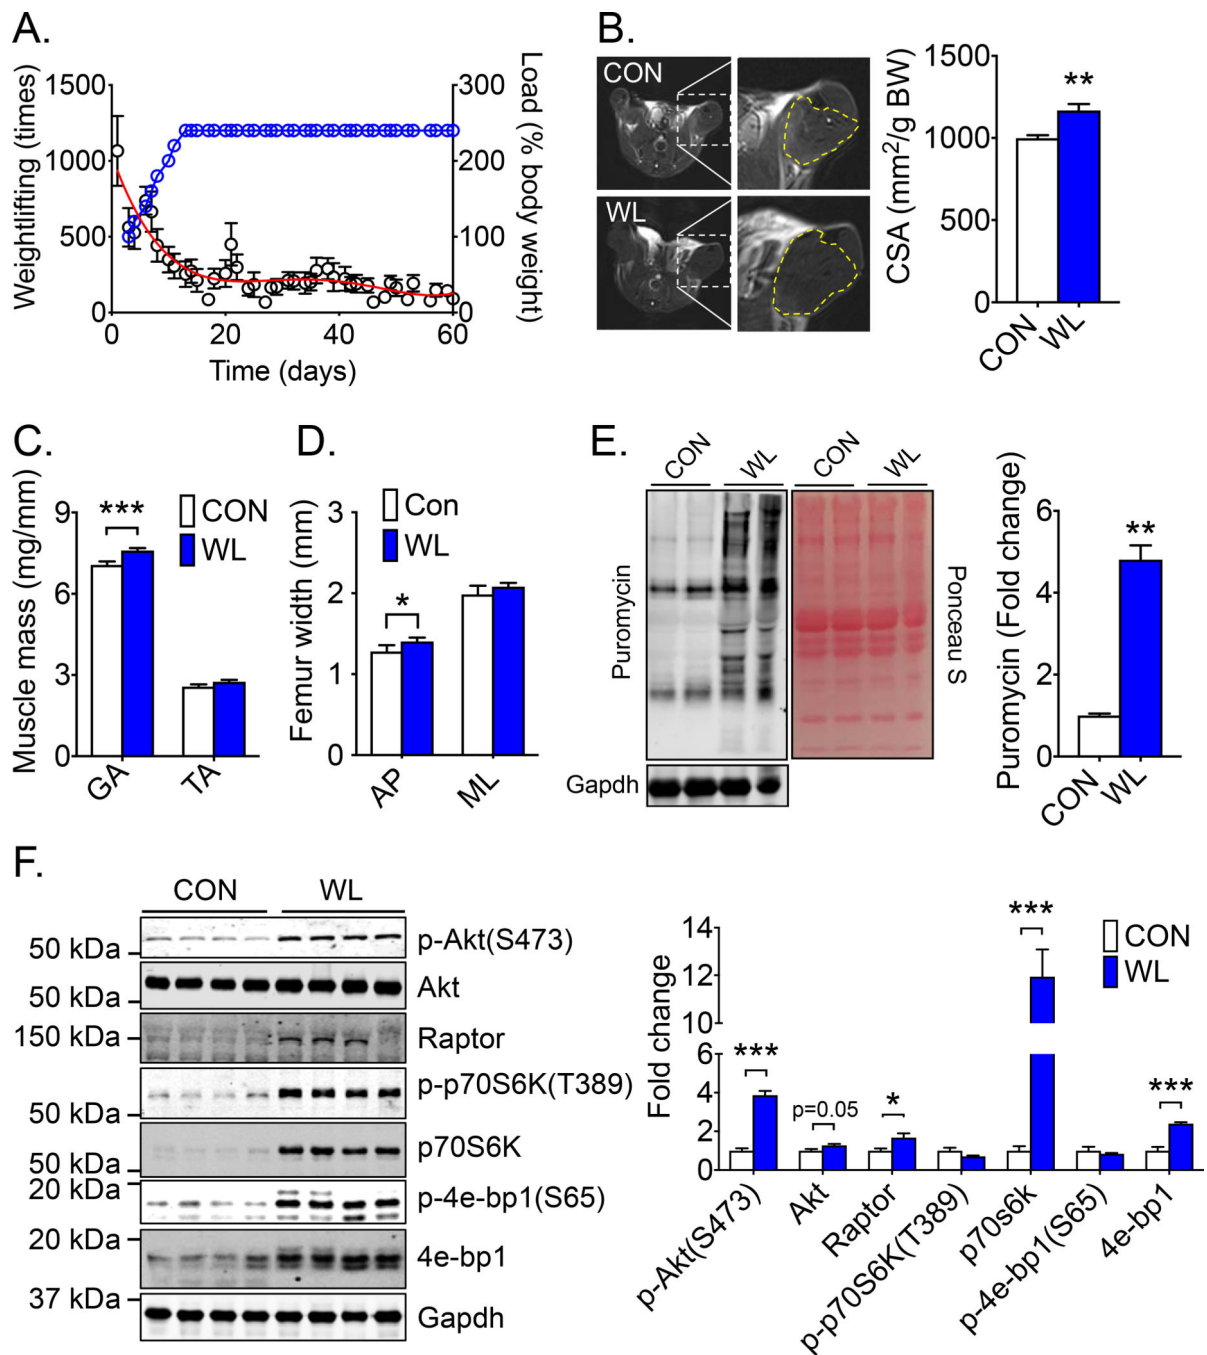 A.
Weightlifting (times)
1500
1000
500
0
300
200
100
0
Load (% body weight)
0
20
40
60
Time (days)
B.
CON
WL
CSA (mm²/g BW)
1500
1000
500
0
**
CON
WL
C.
Muscle mass (mg/mm)
9
6
3
0
***
CON
WL
GA
TA
D.
Femur width (mm)
3
2
1
0
*
Con
WL
AP
ML
E.
CON
WL
CON
WL
Puromycin
Ponceau S
Gapdh
Puromycin (Fold change)
6
4
2
0
**
CON
WL
F.
CON
WL
50 kDa
p-Akt(S473)
50 kDa
Akt
150 kDa
Raptor
50 kDa
p-p70S6K(T389)
50 kDa
p70S6K
20 kDa
p-4e-bp1(S65)
20 kDa
4e-bp1
37 kDa
Gapdh
Fold change
14
12
10
6
4
2
0
***
p=0.05
*
***
***
CON
WL
p-Akt(S473)
Akt
Raptor
p-p70S6K(T389)
p70s6k
p-4e-bp1(S65)
4e-bp1